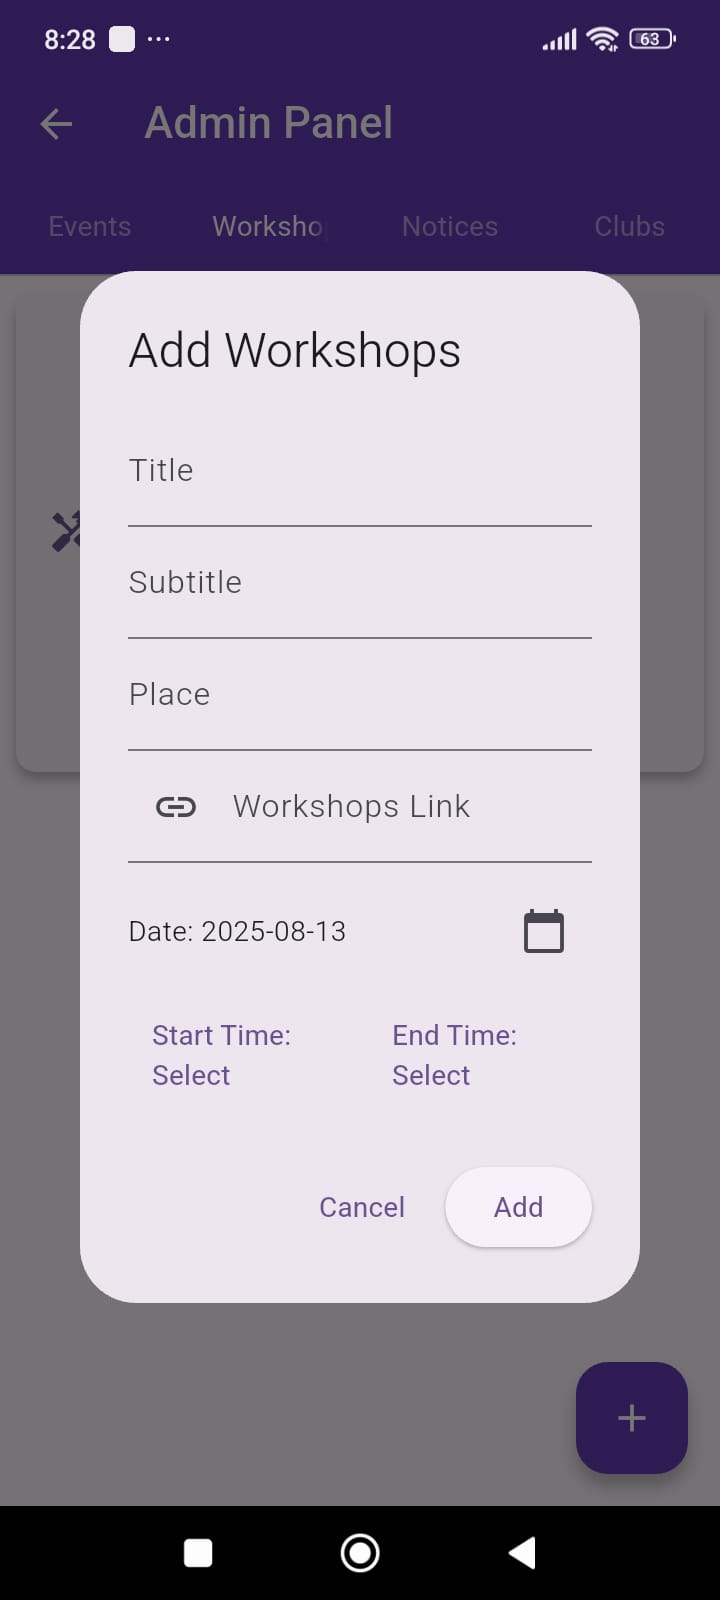 8:28
63
Admin Panel
Events Worksho Notices Clubs
Add Workshops
Title
Subtitle
Place
Workshops Link
Date: 2025-08-13
Start Time: End Time:
Select Select
Cancel Add